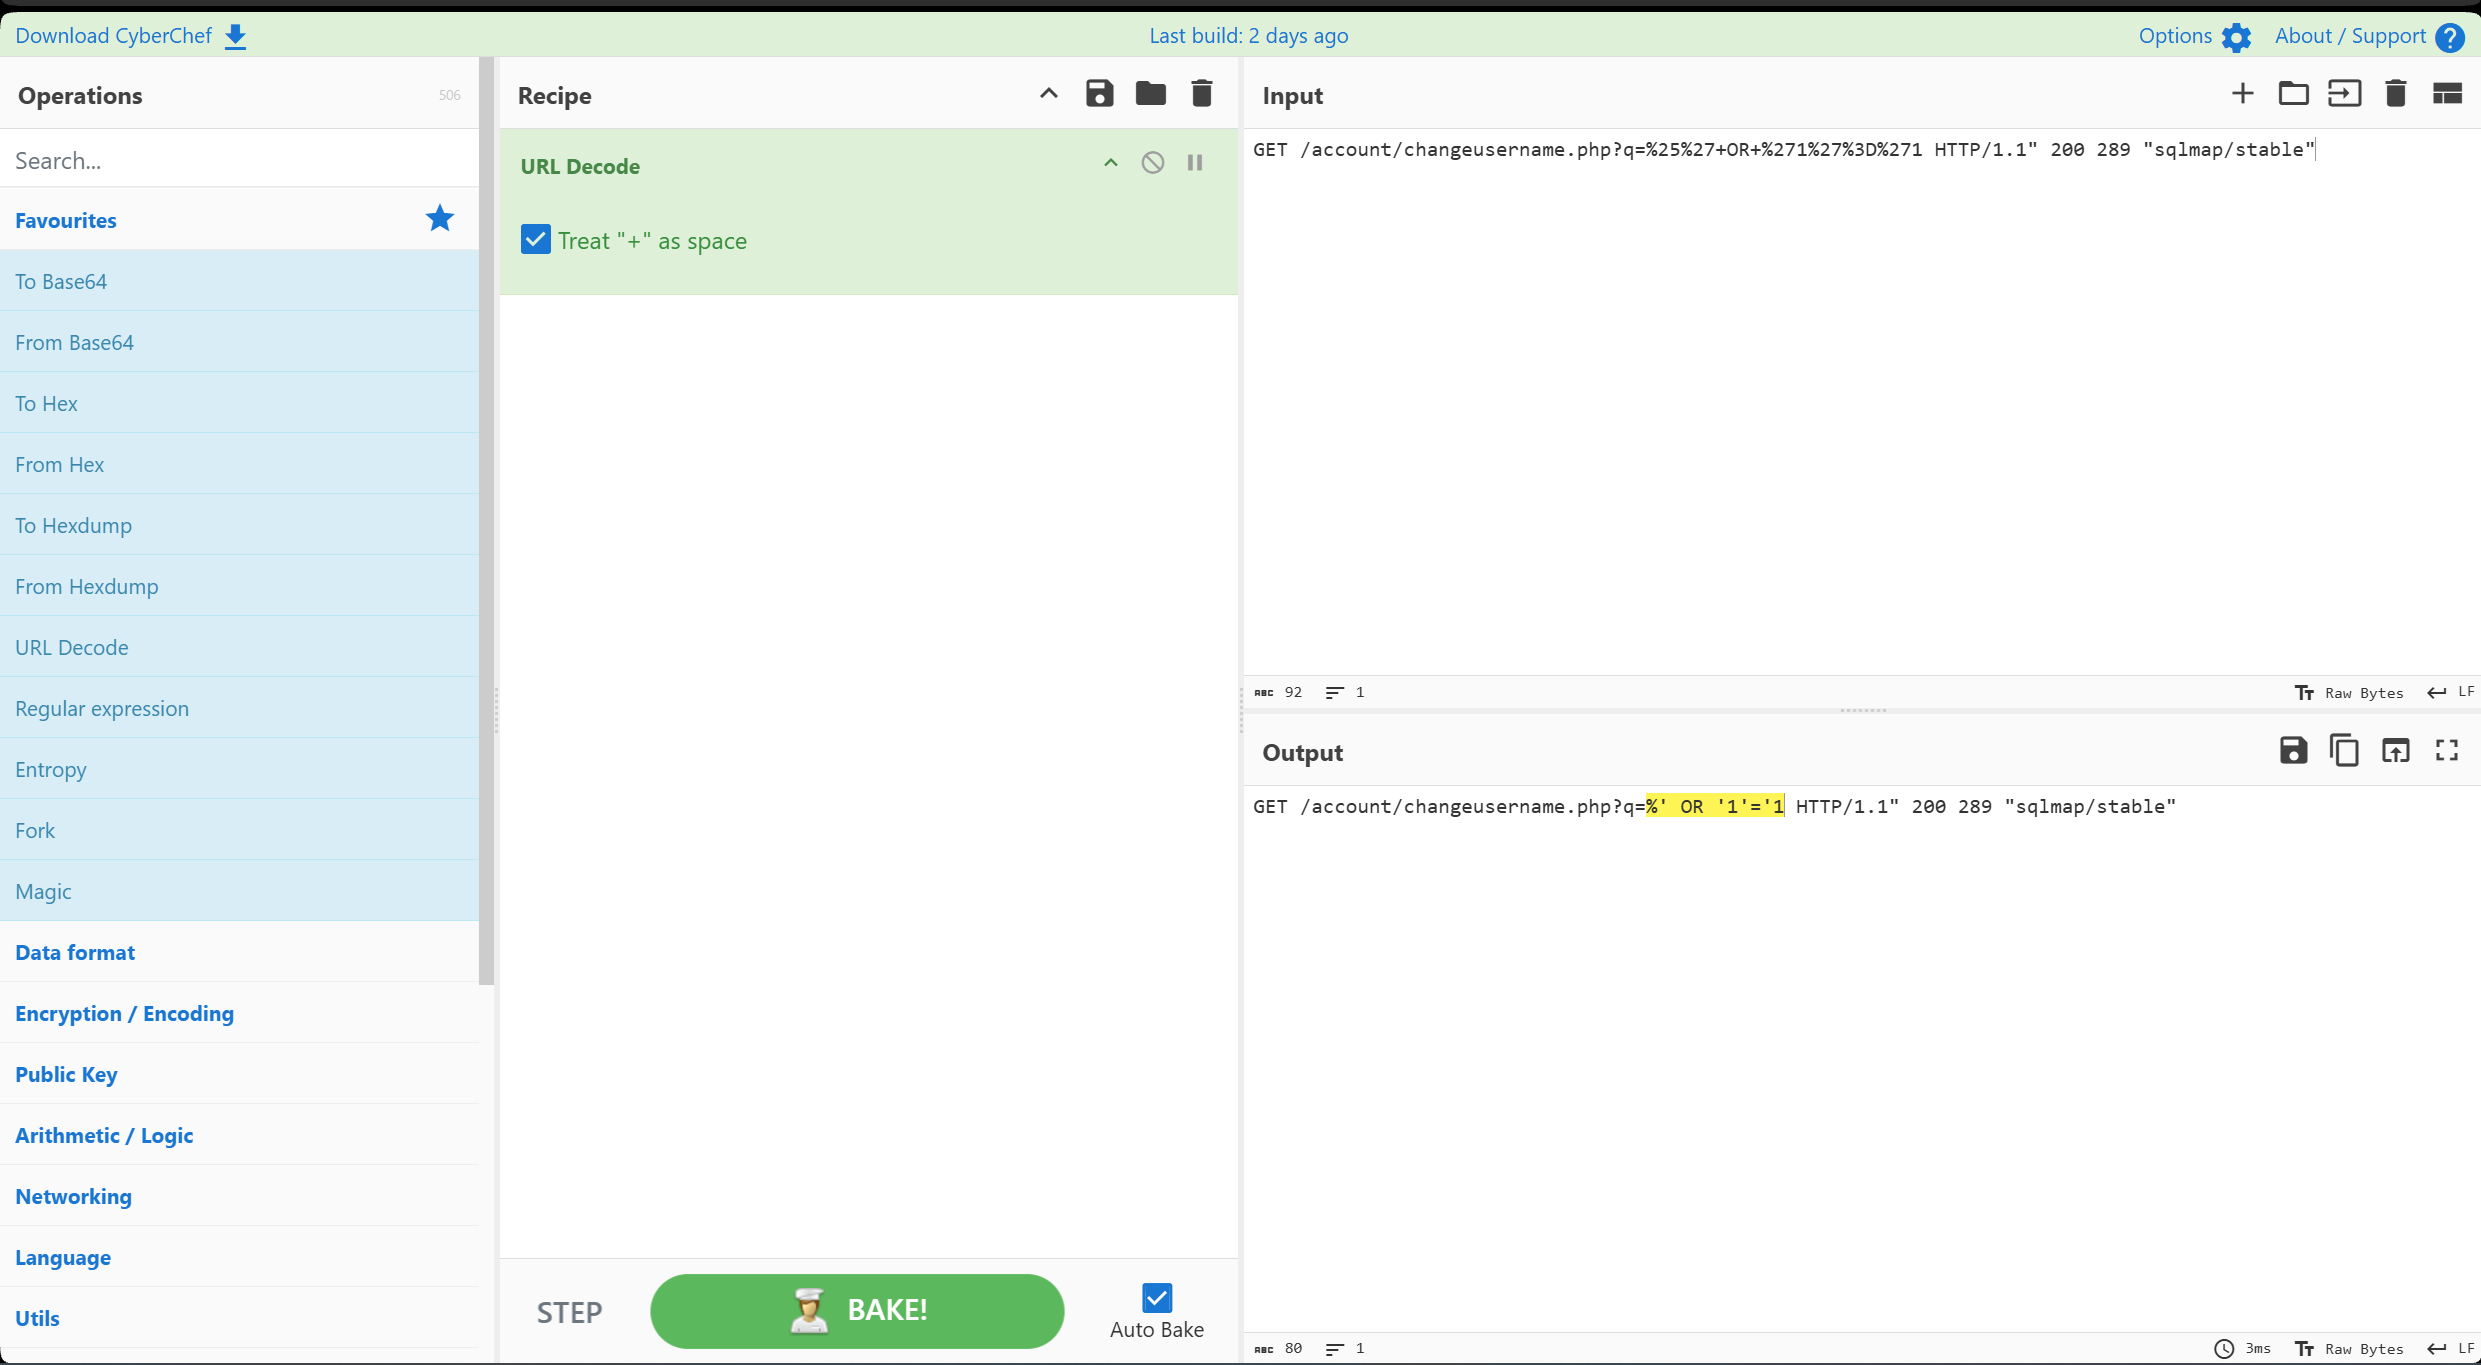 Download CyberChef
Last build: 2 days ago
Options
About / Support
Operations
506
Search...
Favourites
To Base64
From Base64
To Hex
From Hex
To Hexdump
From Hexdump
URL Decode
Regular expression
Entropy
Fork
Magic
Data format
Encryption / Encoding
Public Key
Arithmetic / Logic
Networking
Language
Utils
Recipe
URL Decode
Treat "+" as space
STEP
BAKE!
Auto Bake
Input
GET /account/changeusername.php?q=%25%27+OR+%271%27%3D%271 HTTP/1.1" 200 289 "sqlmap/stable"
ABC 92 1
Raw Bytes LF
Output
GET /account/changeusername.php?q=%' OR '1'='1 HTTP/1.1" 200 289 "sqlmap/stable"
ABC 80 1
3ms Raw Bytes LF